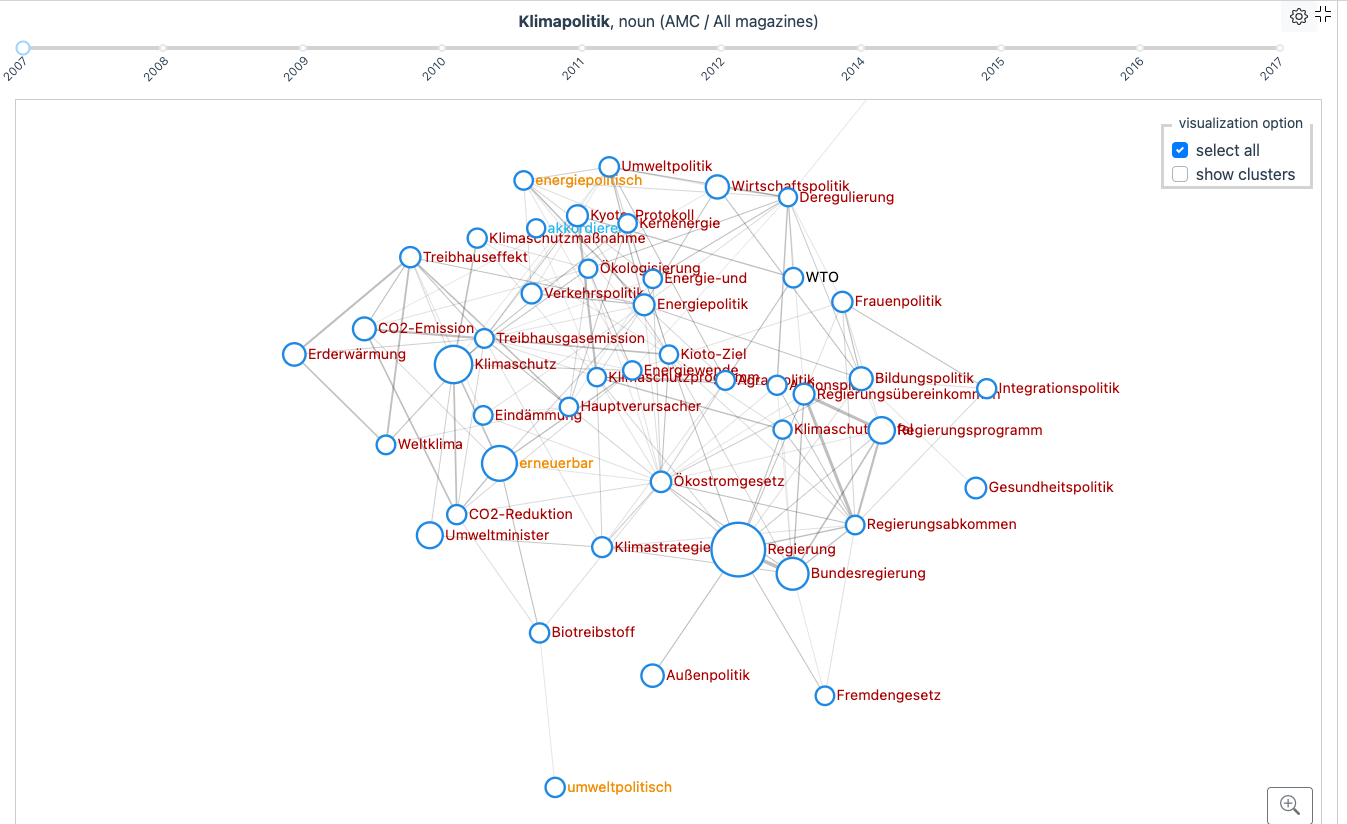 Klimapolitik, noun (AMC / All magazines)
2007 2008 2009 2010 2011 2012 2014 2015 2016 2017
visualization option
select all
show clusters
Umweltpolitik
energiepolitisch
Wirtschaftspolitik
Deregulierung
Kyoto-Protokoll
Kernenergie
akkordieren
Klimaschutzmaßnahme
Treibhauseffekt
Ökologisierung
Energie-und
WTO
Verkehrspolitik
Energiepolitik
Frauenpolitik
CO2-Emission
Treibhausgasemission
Erderwärmung
Kioto-Ziel
Klimaschutz
Energiewende
Klimaschutzprogramm
Agrarpolitik
Bildungspolitik
Aktionsplan
Integrationspolitik
Regierungsübereinkommen
Hauptverursacher
Eindämmung
Regierungsprogramm
Weltklima
erneuerbar
Ökostromgesetz
Gesundheitspolitik
CO2-Reduktion
Regierungsabkommen
Umweltminister
Klimastrategie
Regierung
Bundesregierung
Biotreibstoff
Außenpolitik
Fremdengesetz
umweltpolitisch